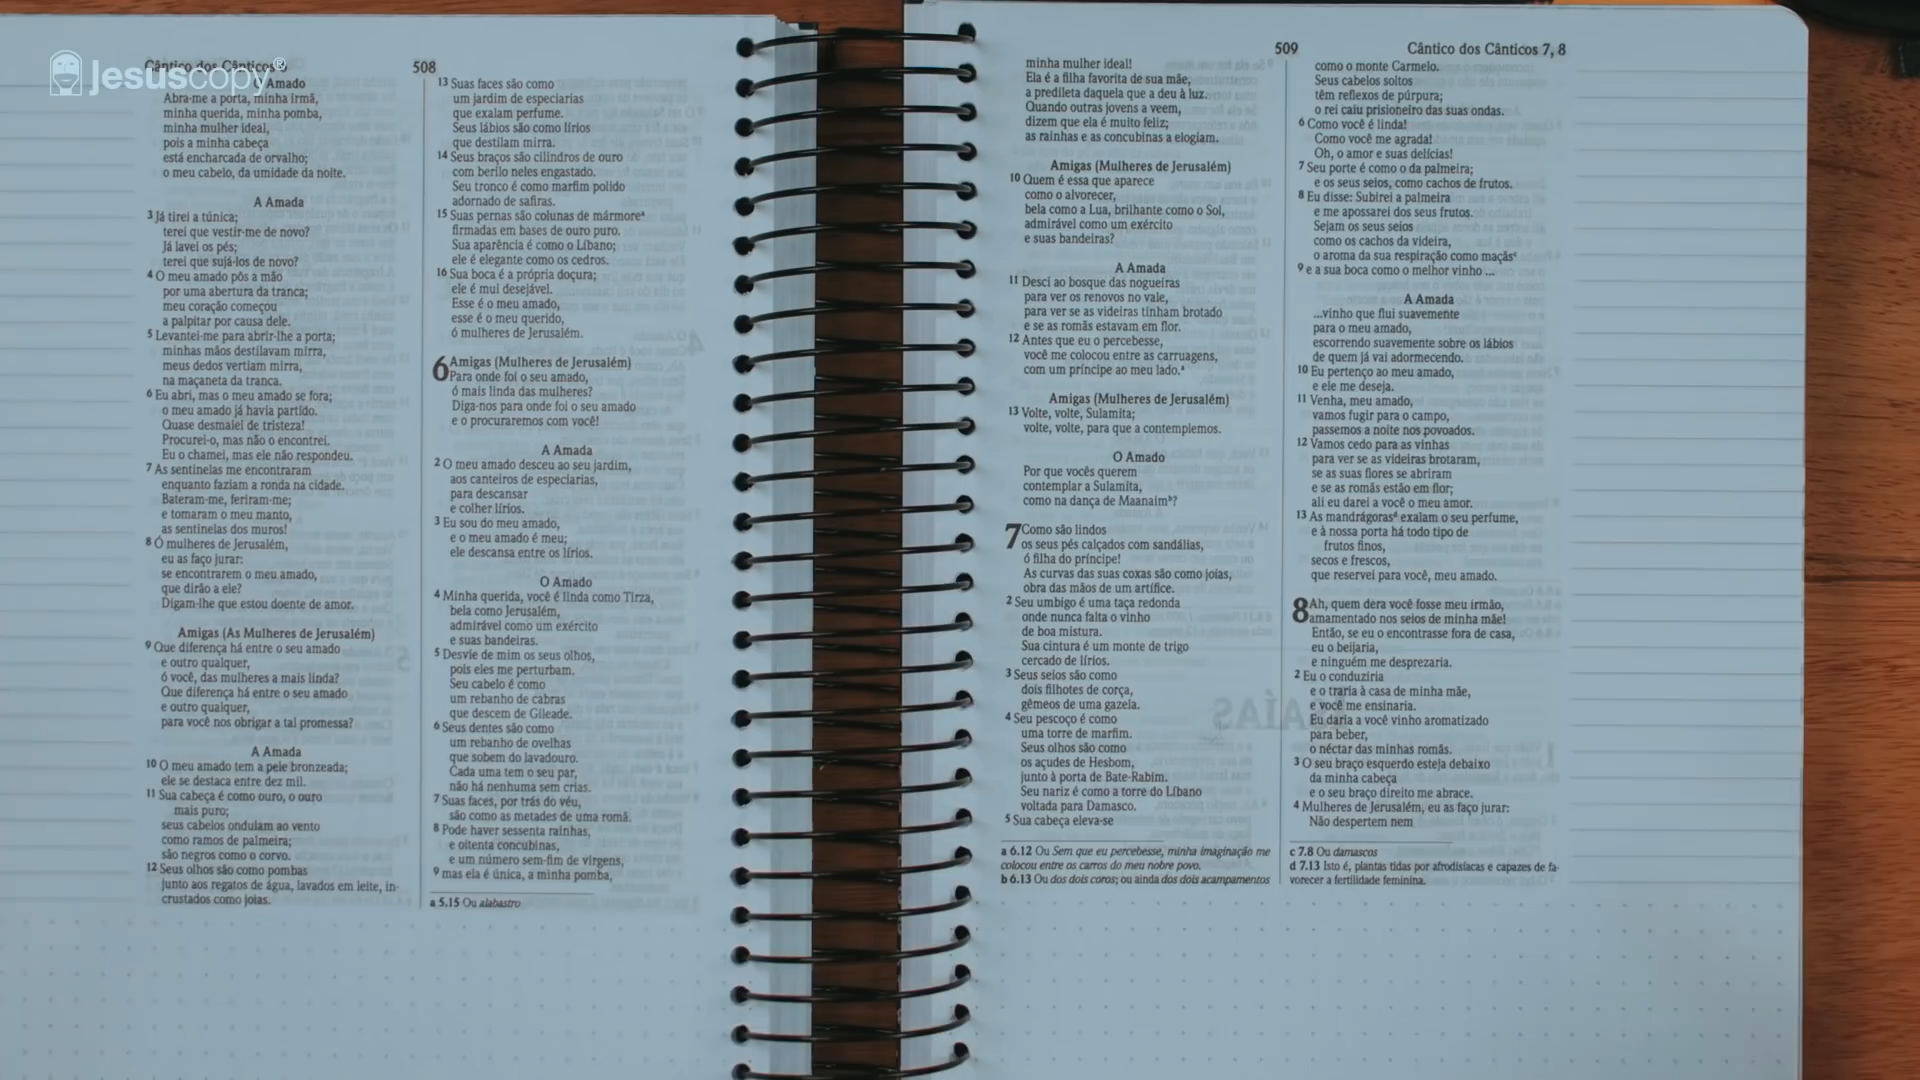 Jesuscopy®
Cântico dos Cânticos
508
O Amado
Abra-me a porta, minha irmã,
minha querida, minha pomba,
minha mulher ideal,
pois a minha cabeça
está encharcada de orvalho;
o meu cabelo, da umidade da noite.
A Amada
3 Já tirei a túnica;
terei que vestir-me de novo?
Já lavei os pés;
terei que sujá-los de novo?
4 O meu amado pôs a mão
por uma abertura da tranca;
meu coração começou
a palpitar por causa dele.
5 Levantei-me para abrir-lhe a porta;
minhas mãos destilavam mirra,
meus dedos vertiam mirra,
na maçaneta da tranca.
6 Eu abri, mas o meu amado se fora;
o meu amado já havia partido.
Quase desmaiei de tristeza!
Procurei-o, mas não o encontrei.
Eu o chamei, mas ele não respondeu.
7 As sentinelas me encontraram
enquanto faziam a ronda na cidade.
Bateram-me, feriram-me;
e tomaram o meu manto,
as sentinelas dos muros!
8 Ó mulheres de Jerusalém,
eu as faço jurar:
se encontrarem o meu amado,
que dirão a ele?
Digam-lhe que estou doente de amor.
Amigas (As Mulheres de Jerusalém)
9 Que diferença há entre o seu amado
e outro qualquer,
ó você, das mulheres a mais linda?
Que diferença há entre o seu amado
e outro qualquer,
para você nos obrigar a tal promessa?
A Amada
10 O meu amado tem a pele bronzeada;
ele se destaca entre dez mil.
11 Sua cabeça é como ouro, o ouro
mais puro;
seus cabelos ondulam ao vento
como ramos de palmeira;
são negros como o corvo.
12 Seus olhos são como pombas
junto aos regatos de água, lavados em leite, in-
crustados como joias.
13 Suas faces são como
um jardim de especiarias
que exalam perfume.
Seus lábios são como lírios
que destilam mirra.
14 Seus braços são cilindros de ouro
com berilo neles engastado.
Seu tronco é como marfim polido
adornado de safiras.
15 Suas pernas são colunas de mármore a
firmadas em bases de ouro puro.
Sua aparência é como o Líbano;
ele é elegante como os cedros.
16 Sua boca é a própria doçura;
ele é mui desejável.
Esse é o meu amado,
esse é o meu querido,
ó mulheres de Jerusalém.
Amigas (Mulheres de Jerusalém)
6 Para onde foi o seu amado,
ó mais linda das mulheres?
Diga-nos para onde foi o seu amado
e o procuraremos com você!
A Amada
2 O meu amado desceu ao seu jardim,
aos canteiros de especiarias,
para descansar
e colher lírios.
3 Eu sou do meu amado,
e o meu amado é meu;
ele descansa entre os lírios.
O Amado
4 Minha querida, você é linda como Tirza,
bela como Jerusalém,
admirável como um exército
e suas bandeiras.
5 Desvie de mim os seus olhos,
pois eles me perturbam.
Seu cabelo é como
um rebanho de cabras
que descem de Gileade.
6 Seus dentes são como
um rebanho de ovelhas
que sobem do lavadouro.
Cada uma tem o seu par,
não há nenhuma sem crias.
7 Suas faces, por trás do véu,
são como as metades de uma romã.
8 Pode haver sessenta rainhas,
e oitenta concubinas,
e um número sem-fim de virgens,
9 mas ela é única, a minha pomba,
a 5.15 Ou alabastro
509
Cântico dos Cânticos 7, 8
minha mulher ideal!
Ela é a filha favorita de sua mãe,
a predileta daquela que a deu à luz.
Quando outras jovens a veem,
dizem que ela é muito feliz;
as rainhas e as concubinas a elogiam.
Amigas (Mulheres de Jerusalém)
10 Quem é essa que aparece
como o alvorecer,
bela como a Lua, brilhante como o Sol,
admirável como um exército
e suas bandeiras?
A Amada
11 Desci ao bosque das nogueiras
para ver os renovos no vale,
para ver se as videiras tinham brotado
e se as romãs estavam em flor.
12 Antes que eu o percebesse,
você me colocou entre as carruagens,
com um príncipe ao meu lado. a
Amigas (Mulheres de Jerusalém)
13 Volte, volte, Sulamita;
volte, volte, para que a contemplemos.
O Amado
Por que vocês querem
contemplar a Sulamita,
como na dança de Maanaim b?
7 Como são lindos
os seus pés calçados com sandálias,
ó filha do príncipe!
As curvas das suas coxas são como joias,
obra das mãos de um artífice.
2 Seu umbigo é uma taça redonda
onde nunca falta o vinho
de boa mistura.
Sua cintura é um monte de trigo
cercado de lírios.
3 Seus seios são como
dois filhotes de corça,
gêmeos de uma gazela.
4 Seu pescoço é como
uma torre de marfim.
Seus olhos são como
os açudes de Hesbom,
junto à porta de Bate-Rabim.
Seu nariz é como a torre do Líbano
voltada para Damasco.
5 Sua cabeça eleva-se
a 6.12 Ou Sem que eu percebesse, minha imaginação me
colocou entre os carros do meu nobre povo.
b 6.13 Ou dos dois coros; ou ainda dos dois acampamentos
como o monte Carmelo.
Seus cabelos soltos
têm reflexos de púrpura;
o rei caiu prisioneiro das suas ondas.
6 Como você é linda!
Como você me agrada!
Oh, o amor e suas delícias!
7 Seu porte é como o da palmeira;
e os seus seios, como cachos de frutos.
8 Eu disse: Subirei a palmeira
e me apossarei dos seus frutos.
Sejam os seus seios
como os cachos da videira,
o aroma da sua respiração como maçãs c
9 e a sua boca como o melhor vinho ...
A Amada
...vinho que flui suavemente
para o meu amado,
escorrendo suavemente sobre os lábios
de quem já vai adormecendo.
10 Eu pertenço ao meu amado,
e ele me deseja.
11 Venha, meu amado,
vamos fugir para o campo,
passemos a noite nos povoados.
12 Vamos cedo para as vinhas
para ver se as videiras brotaram,
se as suas flores se abriram
e se as romãs estão em flor;
ali eu darei a você o meu amor.
13 As mandrágoras d exalam o seu perfume,
e à nossa porta há todo tipo de
frutos finos,
secos e frescos,
que reservei para você, meu amado.
8 Ah, quem dera você fosse meu irmão,
amamentado nos seios de minha mãe!
Então, se eu o encontrasse fora de casa,
eu o beijaria,
e ninguém me desprezaria.
2 Eu o conduziria
e o traria à casa de minha mãe,
e você me ensinaria.
Eu daria a você vinho aromatizado
para beber,
o néctar das minhas romãs.
3 O seu braço esquerdo esteja debaixo
da minha cabeça
e o seu braço direito me abrace.
4 Mulheres de Jerusalém, eu as faço jurar:
Não despertem nem
c 7.8 Ou damascos
d 7.13 Isto é, plantas tidas por afrodisíacas e capazes de fa-
vorecer a fertilidade feminina.